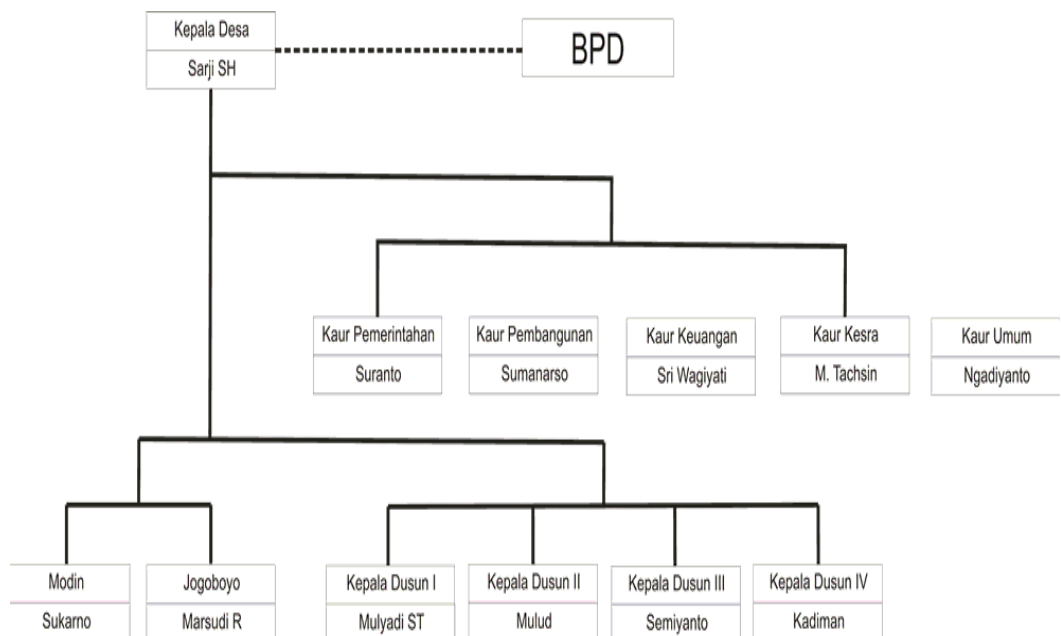 Kepala Desa
Sarji SH
BPD
Kaur Pemerintahan
Suranto
Kaur Pembangunan
Sumanarso
Kaur Keuangan
Sri Wagiyati
Kaur Kesra
M. Tachsin
Kaur Umum
Ngadiyanto
Modin
Sukarno
Jogoboyo
Marsudi R
Kepala Dusun I
Mulyadi ST
Kepala Dusun II
Mulud
Kepala Dusun III
Semiyanto
Kepala Dusun IV
Kadiman